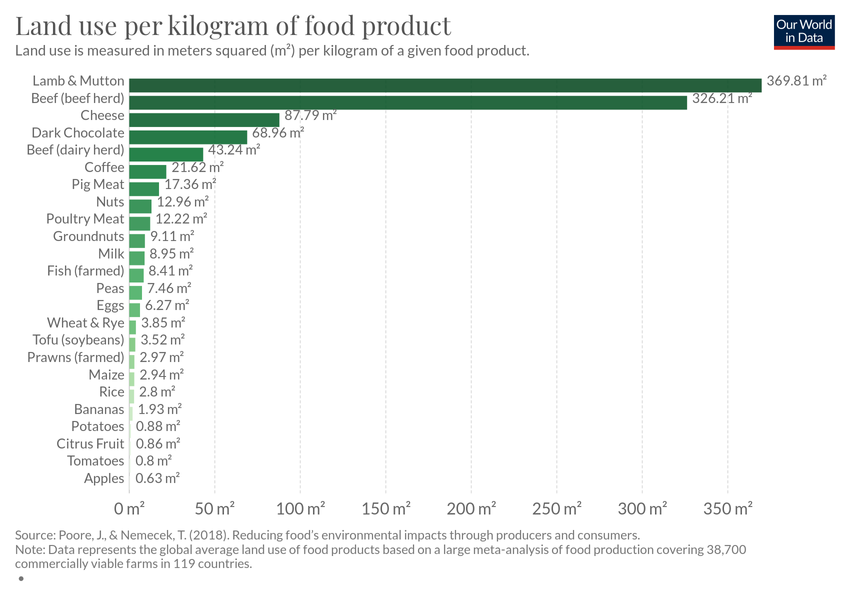 Land use per kilogram of food product
Our World
in Data
Land use is measured in meters squared (m²) per kilogram of a given food product.
Lamb & Mutton 369.81 m²
Beef (beef herd) 326.21 m²
Cheese 87.79 m²
Dark Chocolate 68.96 m²
Beef (dairy herd) 43.24 m²
Coffee 21.62 m²
Pig Meat 17.36 m²
Nuts 12.96 m²
Poultry Meat 12.22 m²
Groundnuts 9.11 m²
Milk 8.95 m²
Fish (farmed) 8.41 m²
Peas 7.46 m²
Eggs 6.27 m²
Wheat & Rye 3.85 m²
Tofu (soybeans) 3.52 m²
Prawns (farmed) 2.97 m²
Maize 2.94 m²
Rice 2.8 m²
Bananas 1.93 m²
Potatoes 0.88 m²
Citrus Fruit 0.86 m²
Tomatoes 0.8 m²
Apples 0.63 m²
0 m² 50 m² 100 m² 150 m² 200 m² 250 m² 300 m² 350 m²
Source: Poore, J., & Nemecek, T. (2018). Reducing food's environmental impacts through producers and consumers.
Note: Data represents the global average land use of food products based on a large meta-analysis of food production covering 38,700
commercially viable farms in 119 countries.
•